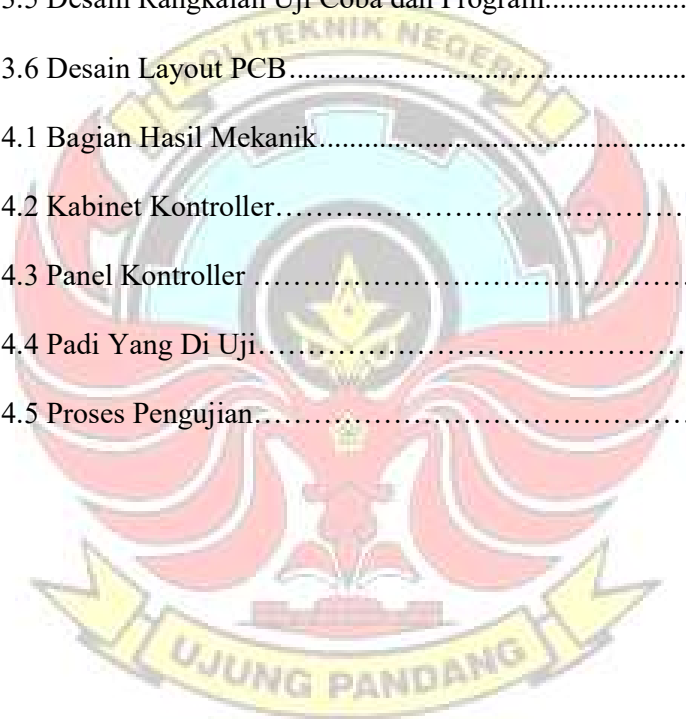 3.5 Desain Rangkaian Uji Coba dan Program...................
POLITEKNIK NEGERI
3.6 Desain Layout PCB.......................................................
4.1 Bagian Hasil Mekanik...................................................
4.2 Kabinet Kontroller…………………………………
4.3 Panel Kontroller ……………………………………
4.4 Padi Yang Di Uji……………………………………
4.5 Proses Pengujian……………………………………
UJUNG PANDANG